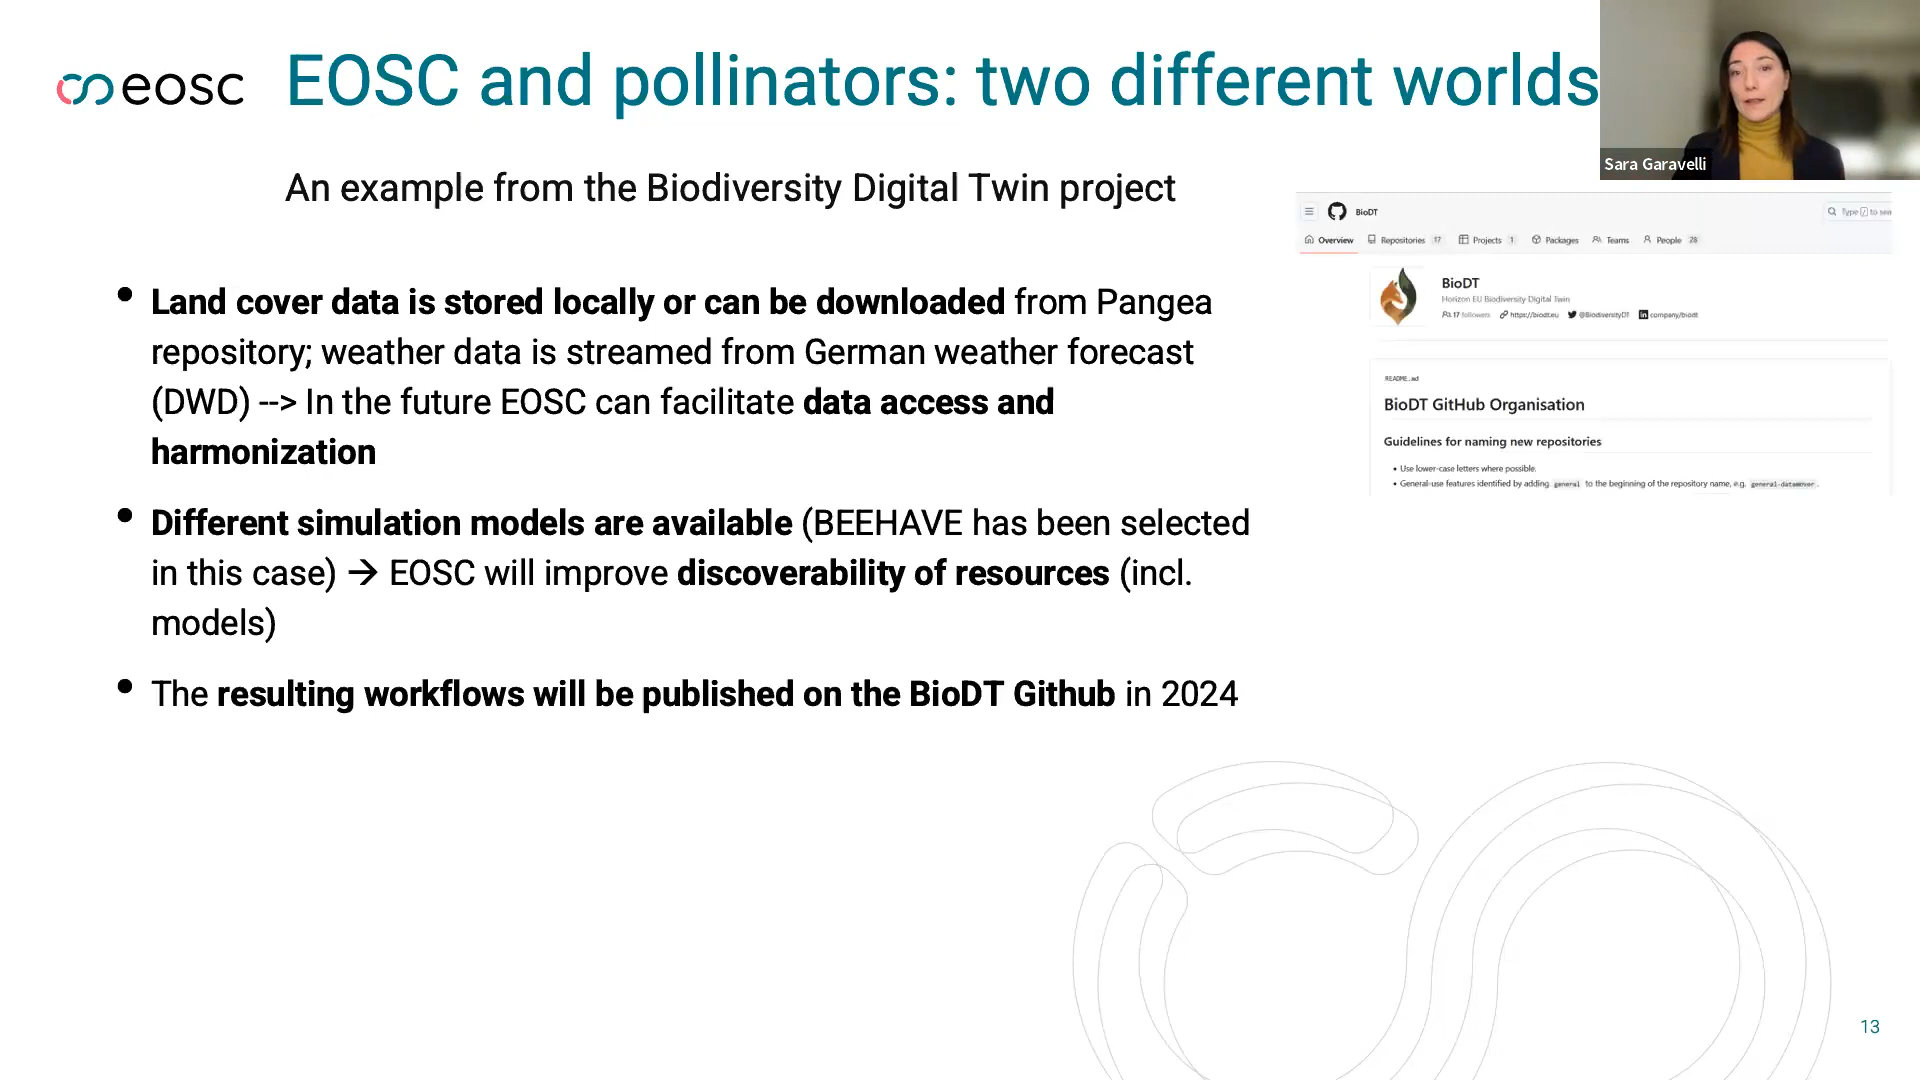 eosc
EOSC and pollinators: two different worlds
Sara Garavelli
An example from the Biodiversity Digital Twin project
• Land cover data is stored locally or can be downloaded from Pangea
repository; weather data is streamed from German weather forecast
(DWD) --> In the future EOSC can facilitate data access and
harmonization
• Different simulation models are available (BEEHAVE has been selected
in this case) → EOSC will improve discoverability of resources (incl.
models)
• The resulting workflows will be published on the BioDT Github in 2024
BioDT
Type / to sea
Overview Repositories 17 Projects 1 Packages Teams People 28
BioDT
Horizon EU Biodiversity Digital Twin
17 followers https://biodt.eu @BiodiversityDT company/biodt
README.md
BioDT GitHub Organisation
Guidelines for naming new repositories
• Use lower-case letters where possible.
• General-use features identified by adding general to the beginning of the repository name, e.g. general-datamover.
13